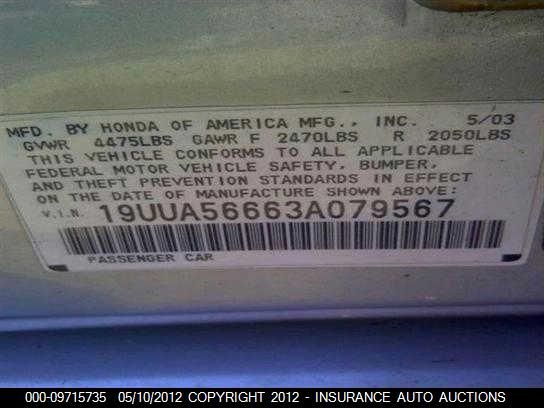 MFD. BY HONDA OF AMERICA MFG., INC. 5/03
GVWR 4475LBS GAWR F 2470LBS R 2050LBS
THIS VEHICLE CONFORMS TO ALL APPLICABLE
FEDERAL MOTOR VEHICLE SAFETY, BUMPER,
AND THEFT PREVENTION STANDARDS IN EFFECT
ON THE DATE OF MANUFACTURE SHOWN ABOVE:
V.I.N. 19UUA56663A079567
PASSENGER CAR
000-09715735 05/10/2012 COPYRIGHT 2012 - INSURANCE AUTO AUCTIONS